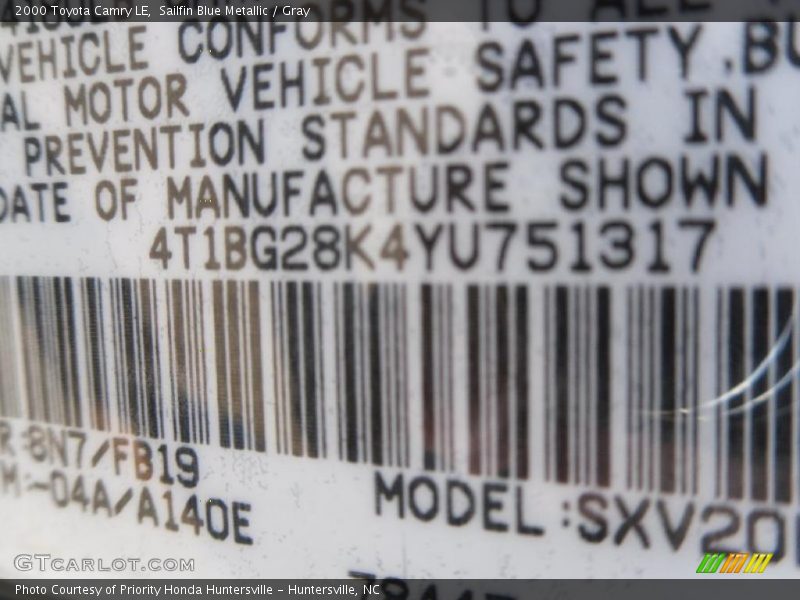 2000 Toyota Camry LE, Sailfin Blue Metallic / Gray
VEHICLE CONFORMS TO ALL
AL MOTOR VEHICLE SAFETY, BU
PREVENTION STANDARDS IN
DATE OF MANUFACTURE SHOWN
4T1BG28K4YU751317
R:8N7/FB19
M:-04A/A140E
MODEL:SXV20
GTCARLOT.COM
Photo Courtesy of Priority Honda Huntersville – Huntersville, NC